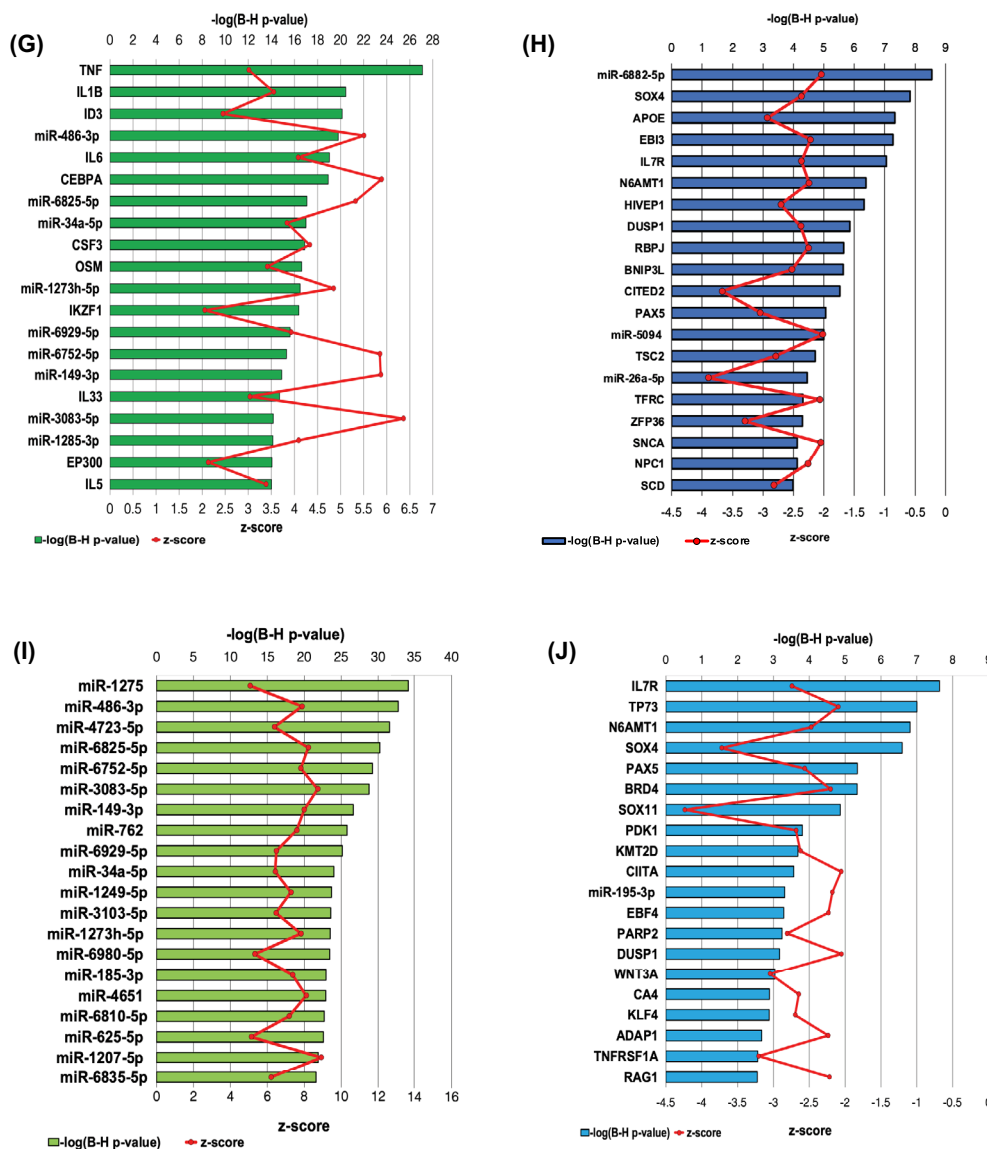 (G)
-log(B-H p-value)
0 2 4 6 8 10 12 14 16 18 20 22 24 26 28
TNF
IL1B
ID3
miR-486-3p
IL6
CEBPA
miR-6825-5p
miR-34a-5p
CSF3
OSM
miR-1273h-5p
IKZF1
miR-6929-5p
miR-6752-5p
miR-149-3p
IL33
miR-3083-5p
miR-1285-3p
EP300
IL5
0 0.5 1 1.5 2 2.5 3 3.5 4 4.5 5 5.5 6 6.5 7
z-score
-log(B-H p-value) z-score
(H)
-log(B-H p-value)
0 1 2 3 4 5 6 7 8 9
miR-6882-5p
SOX4
APOE
EBI3
IL7R
N6AMT1
HIVEP1
DUSP1
RBPJ
BNIP3L
CITED2
PAX5
miR-5094
TSC2
miR-26a-5p
TFRC
ZFP36
SNCA
NPC1
SCD
-4.5 -4 -3.5 -3 -2.5 -2 -1.5 -1 -0.5 0
z-score
-log(B-H p-value) z-score
(I)
-log(B-H p-value)
0 5 10 15 20 25 30 35 40
miR-1275
miR-486-3p
miR-4723-5p
miR-6825-5p
miR-6752-5p
miR-3083-5p
miR-149-3p
miR-762
miR-6929-5p
miR-34a-5p
miR-1249-5p
miR-3103-5p
miR-1273h-5p
miR-6980-5p
miR-185-3p
miR-4651
miR-6810-5p
miR-625-5p
miR-1207-5p
miR-6835-5p
0 2 4 6 8 10 12 14 16
z-score
-log(B-H p-value) z-score
(J)
-log(B-H p-value)
0 1 2 3 4 5 6 7 8 9
IL7R
TP73
N6AMT1
SOX4
PAX5
BRD4
SOX11
PDK1
KMT2D
CIITA
miR-195-3p
EBF4
PARP2
DUSP1
WNT3A
CA4
KLF4
ADAP1
TNFRSF1A
RAG1
-4.5 -4 -3.5 -3 -2.5 -2 -1.5 -1 -0.5 0
z-score
-log(B-H p-value) z-score